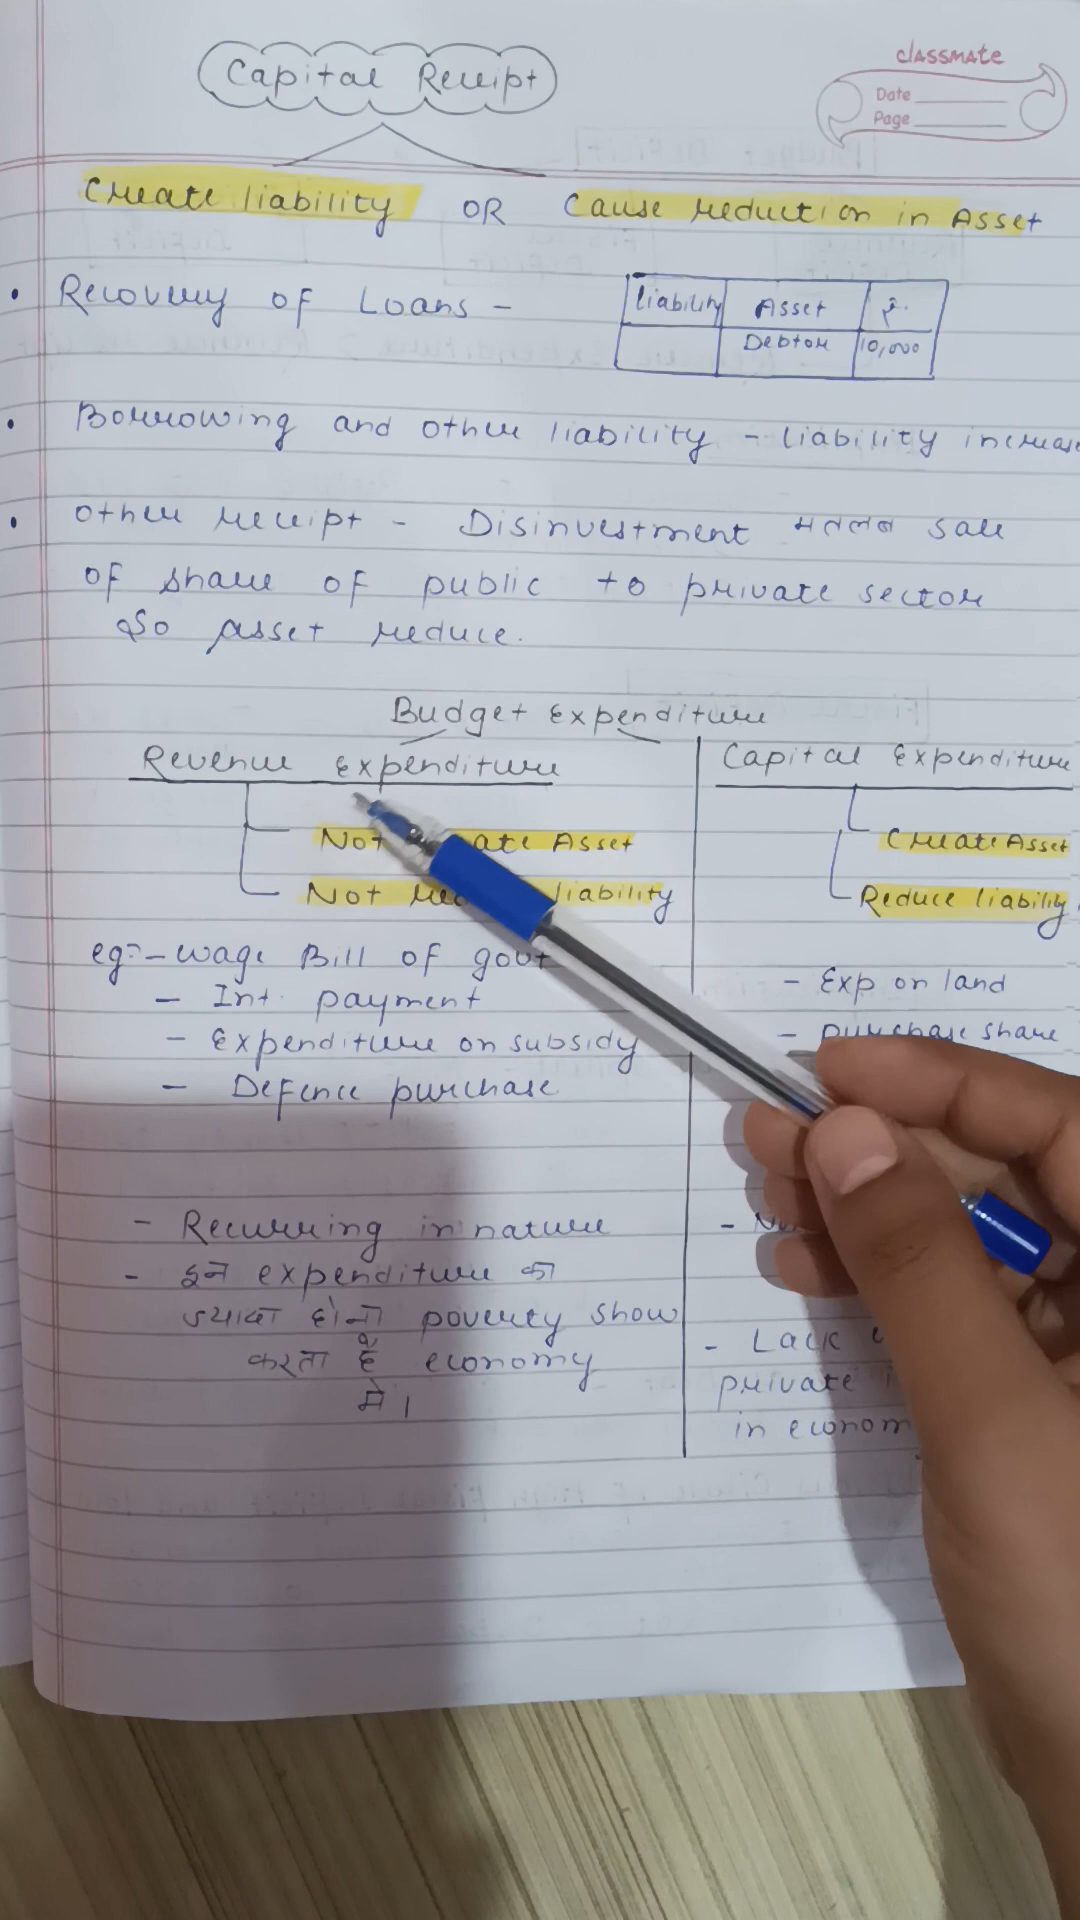 Capital Receipt
classmate
Date
Page
Create liability OR Cause reduction in Asset
• Recovery of Loans -
liability Asset ₹.
Debtor 10,000
• Borrowing and other liability - liability increase
• Other receipt - Disinvestment मतलब sale
of share of public to private sector
So asset reduce.
Budget Expenditure
Revenue Expenditure Capital Expenditure
Not Asset Create Asset
Not liability Reduce liability
eg:- wage Bill of govt
- Int. payment - Exp on land
- Expenditure on subsidy - purchase share
- Defence purchase
- Recurring in nature
- इन expenditure का
ज्यादा होना poverty show
करता है economy
में।
- Lack
private
in econom